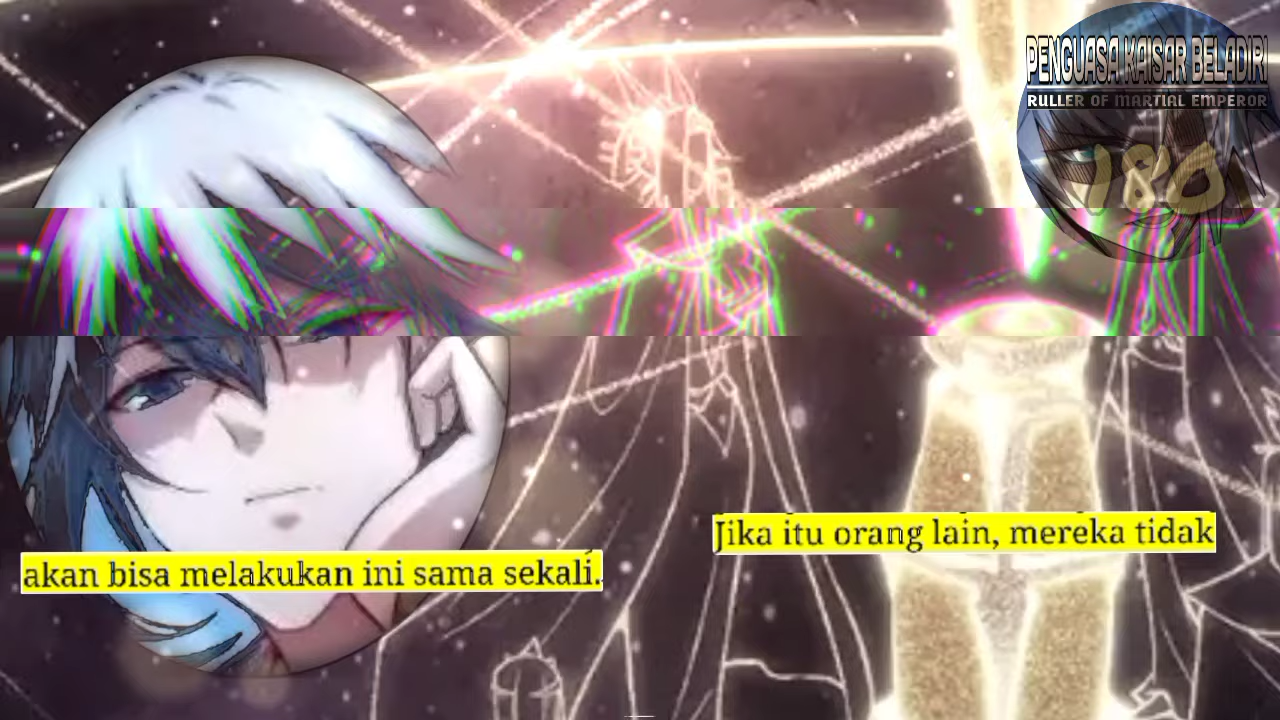 PENGUASA KAISAR BELADIRI
RULLER OF MARTIAL EMPEROR
186
Jika itu orang lain, mereka tidak
akan bisa melakukan ini sama sekali.